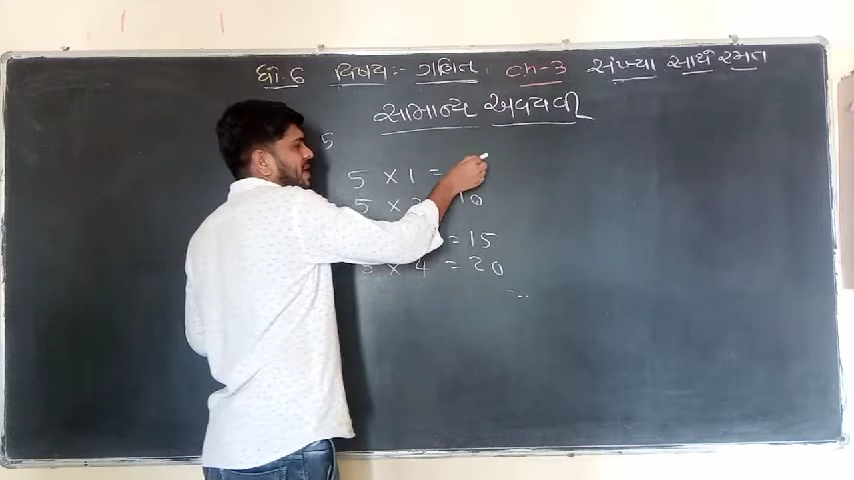 ધો.6 વિષય:- ગણિત ch-3 સંખ્યા સાથે રમત
સામાન્ય અવયવી
5
5 × 1 =
5 × 2 10
= 15
5 × 4 = 20